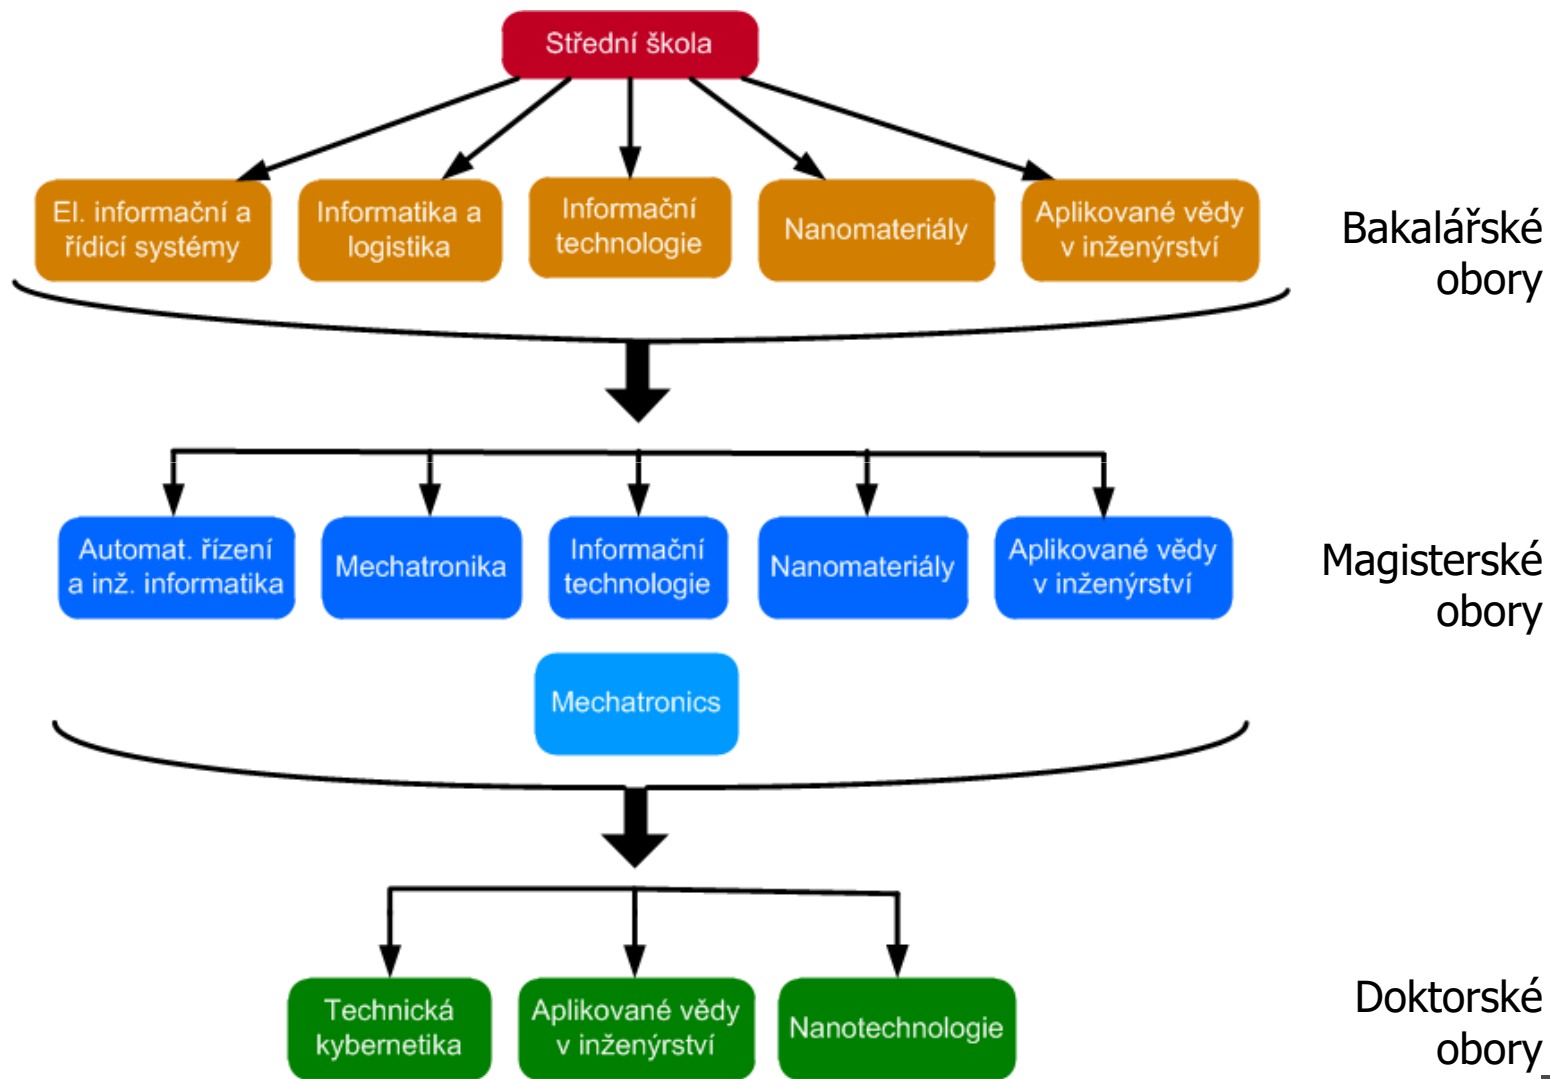 Střední škola
El. informační a
řídicí systémy
Informatika a
logistika
Informační
technologie
Nanomateriály
Aplikované vědy
v inženýrství
Bakalářské
obory
Automat. řízení
a inž. informatika
Mechatronika
Informační
technologie
Nanomateriály
Aplikované vědy
v inženýrství
Magisterské
obory
Mechatronics
Technická
kybernetika
Aplikované vědy
v inženýrství
Nanotechnologie
Doktorské
obory